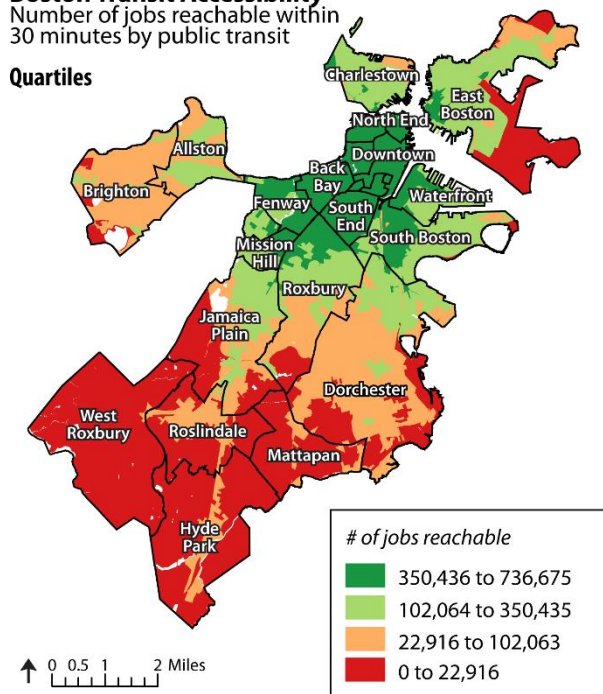 Boston Transit Accessibility
Number of jobs reachable within
30 minutes by public transit
Quartiles
Charlestown
East
Boston
North End
Allston
Downtown
Back
Bay
Brighton
Waterfront
Fenway
South
End
South Boston
Mission
Hill
Roxbury
Jamaica
Plain
Dorchester
West
Roxbury
Roslindale
Mattapan
Hyde
Park
# of jobs reachable
350,436 to 736,675
102,064 to 350,435
22,916 to 102,063
0 to 22,916
0 0.5 1 2 Miles